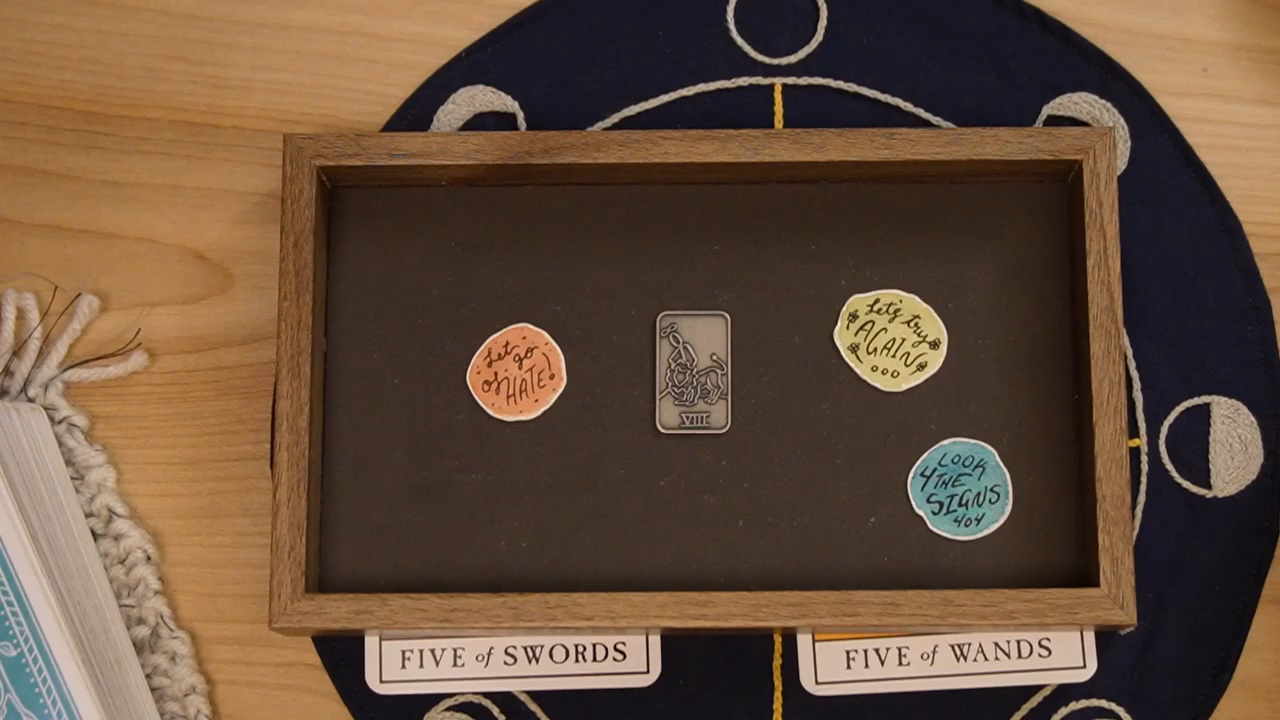 Let go
of HATE!
VIII
Let's try
AGAIN
...
LOOK
4 THE
SIGNS
404
FIVE of SWORDS
FIVE of WANDS